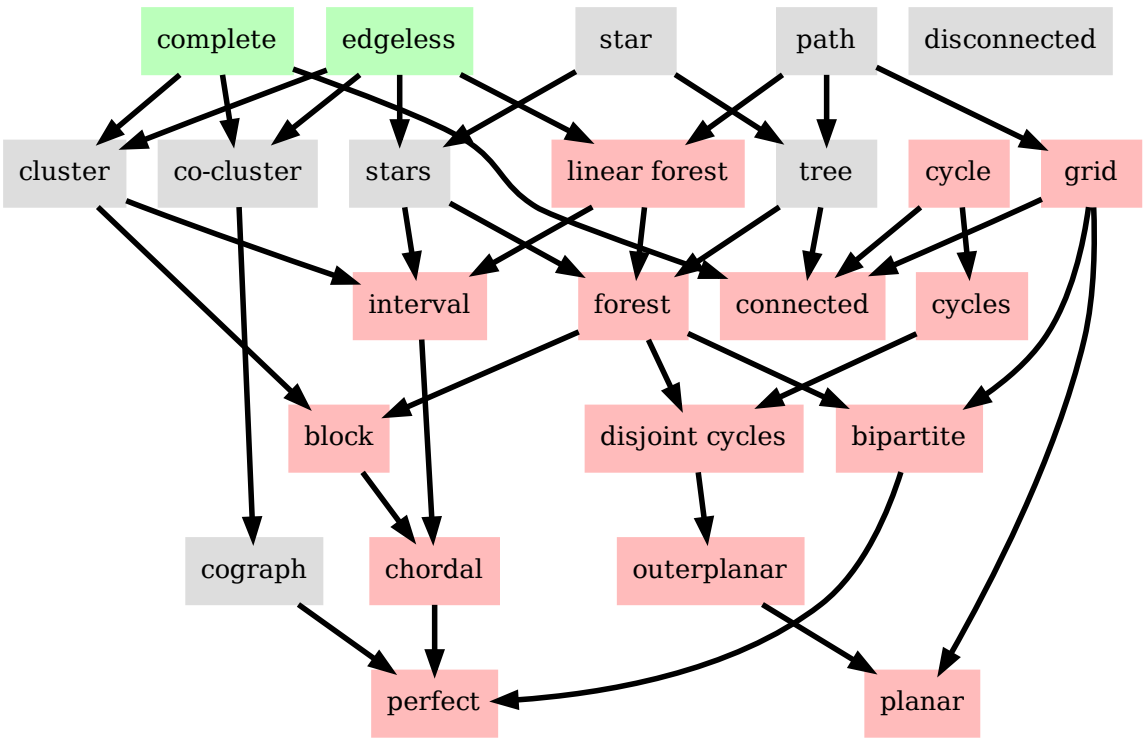 complete
edgeless
star
path
disconnected
cluster
co-cluster
stars
linear forest
tree
cycle
grid
interval
forest
connected
cycles
block
disjoint cycles
bipartite
cograph
chordal
outerplanar
perfect
planar